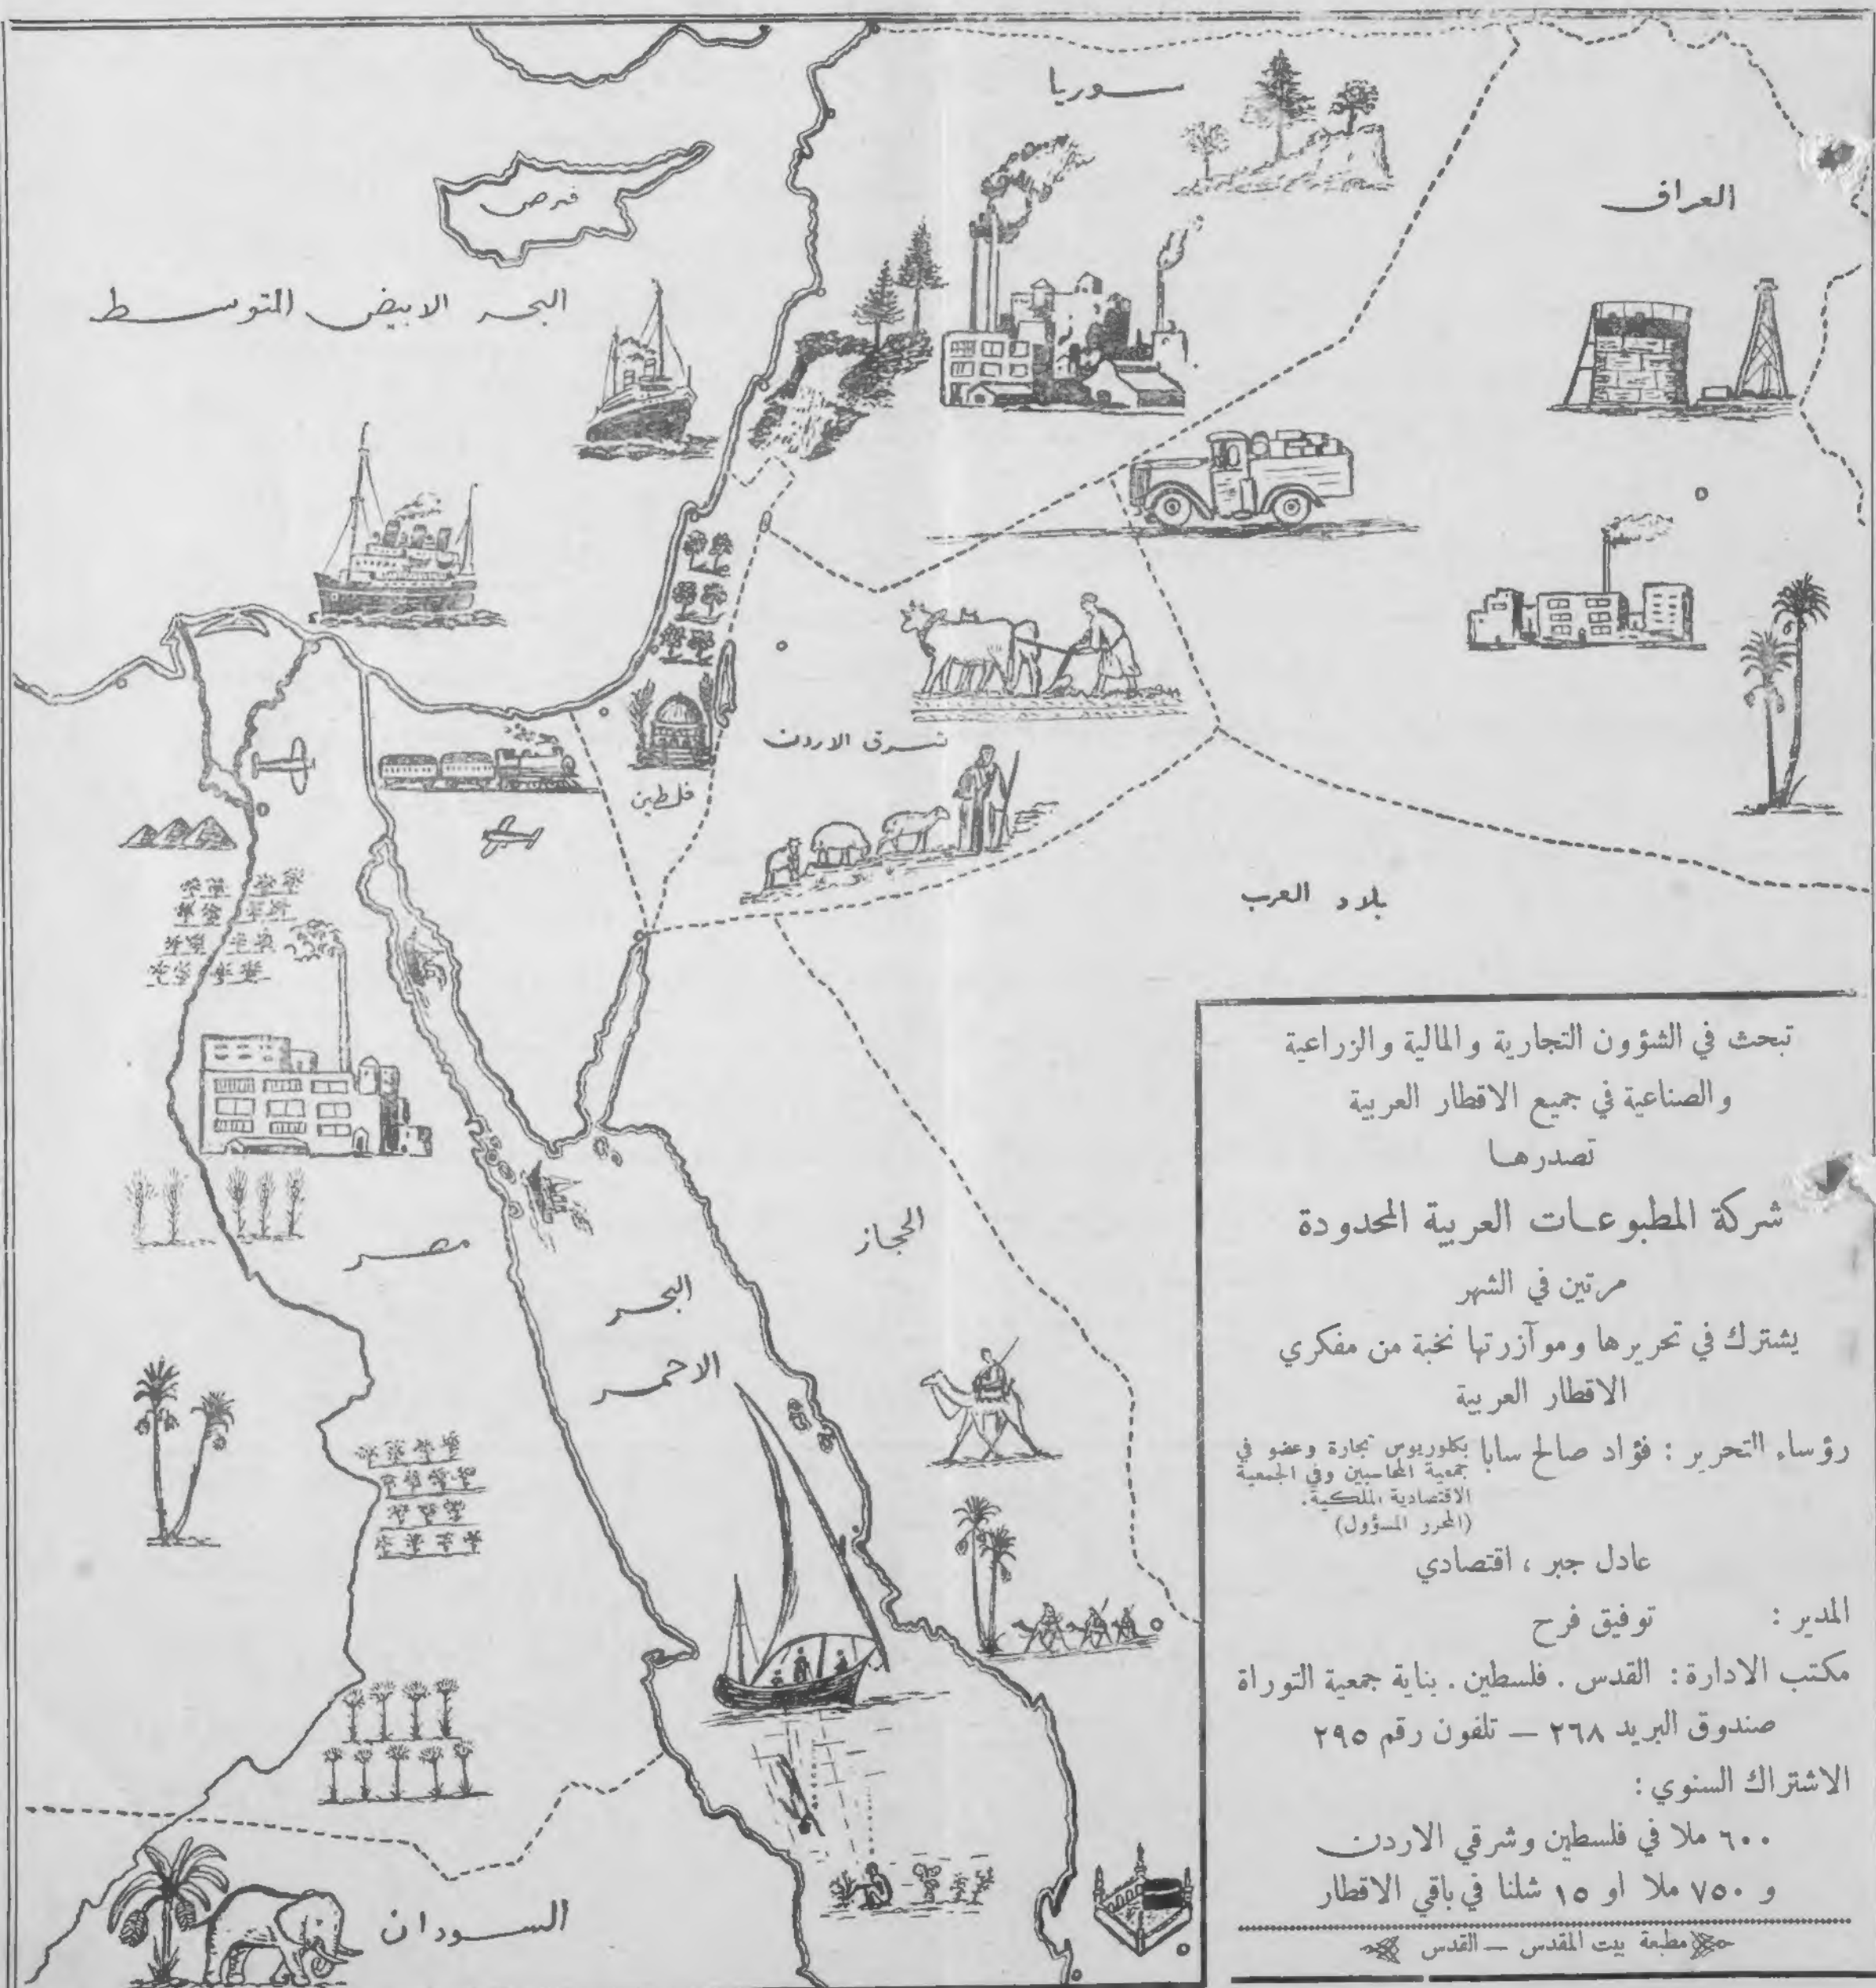 سوريا
العراق
قبرص
البحر الابيض المتوسط
شرق الاردن
فلسطين
بلاد العرب
مصر
الحجاز
البحر
الاحمر
السودان
تبحث في الشؤون التجارية والمالية والزراعية
والصناعية في جميع الاقطار العربية
تصدرها
شركة المطبوعات العربية المحدودة
مرتين في الشهر
يشترك في تحريرها وموآزرتها نخبة من مفكري
الاقطار العربية
رؤساء التحرير : فؤاد صالح سابا بكلوريوس تجارة وعضو في
جمعية المحاسبين وفي الجمعية
الاقتصادية الملكية.
(المحرر المسؤول)
عادل جبر ، اقتصادي
المدير : توفيق فرح
مكتب الادارة : القدس . فلسطين . بناية جمعية التوراة
صندوق البريد ٢٦٨ — تلفون رقم ٢٩٥
الاشتراك السنوي :
٦٠٠ ملا في فلسطين وشرقي الاردن
و ٧٥٠ ملا او ١٥ شلنا في باقي الاقطار
مطبعة بيت المقدس — القدس